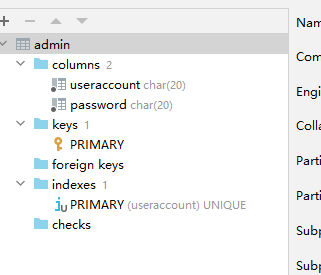 admin
columns 2
useraccount char(20)
password char(20)
keys 1
PRIMARY
foreign keys
indexes 1
PRIMARY (useraccount) UNIQUE
checks
Nam
Com
Engi
Colla
Parti
Parti
Subp
Subp